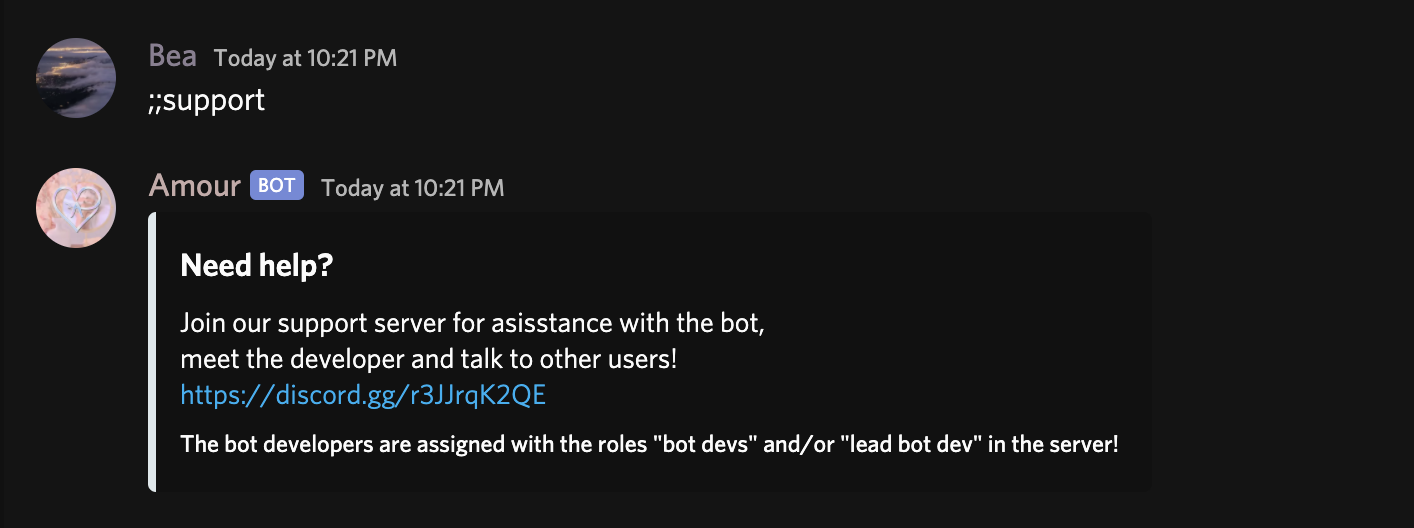 Bea Today at 10:21 PM
;;support
Amour BOT Today at 10:21 PM
Need help?
Join our support server for asisstance with the bot,
meet the developer and talk to other users!
https://discord.gg/r3JJrqK2QE
The bot developers are assigned with the roles "bot devs" and/or "lead bot dev" in the server!